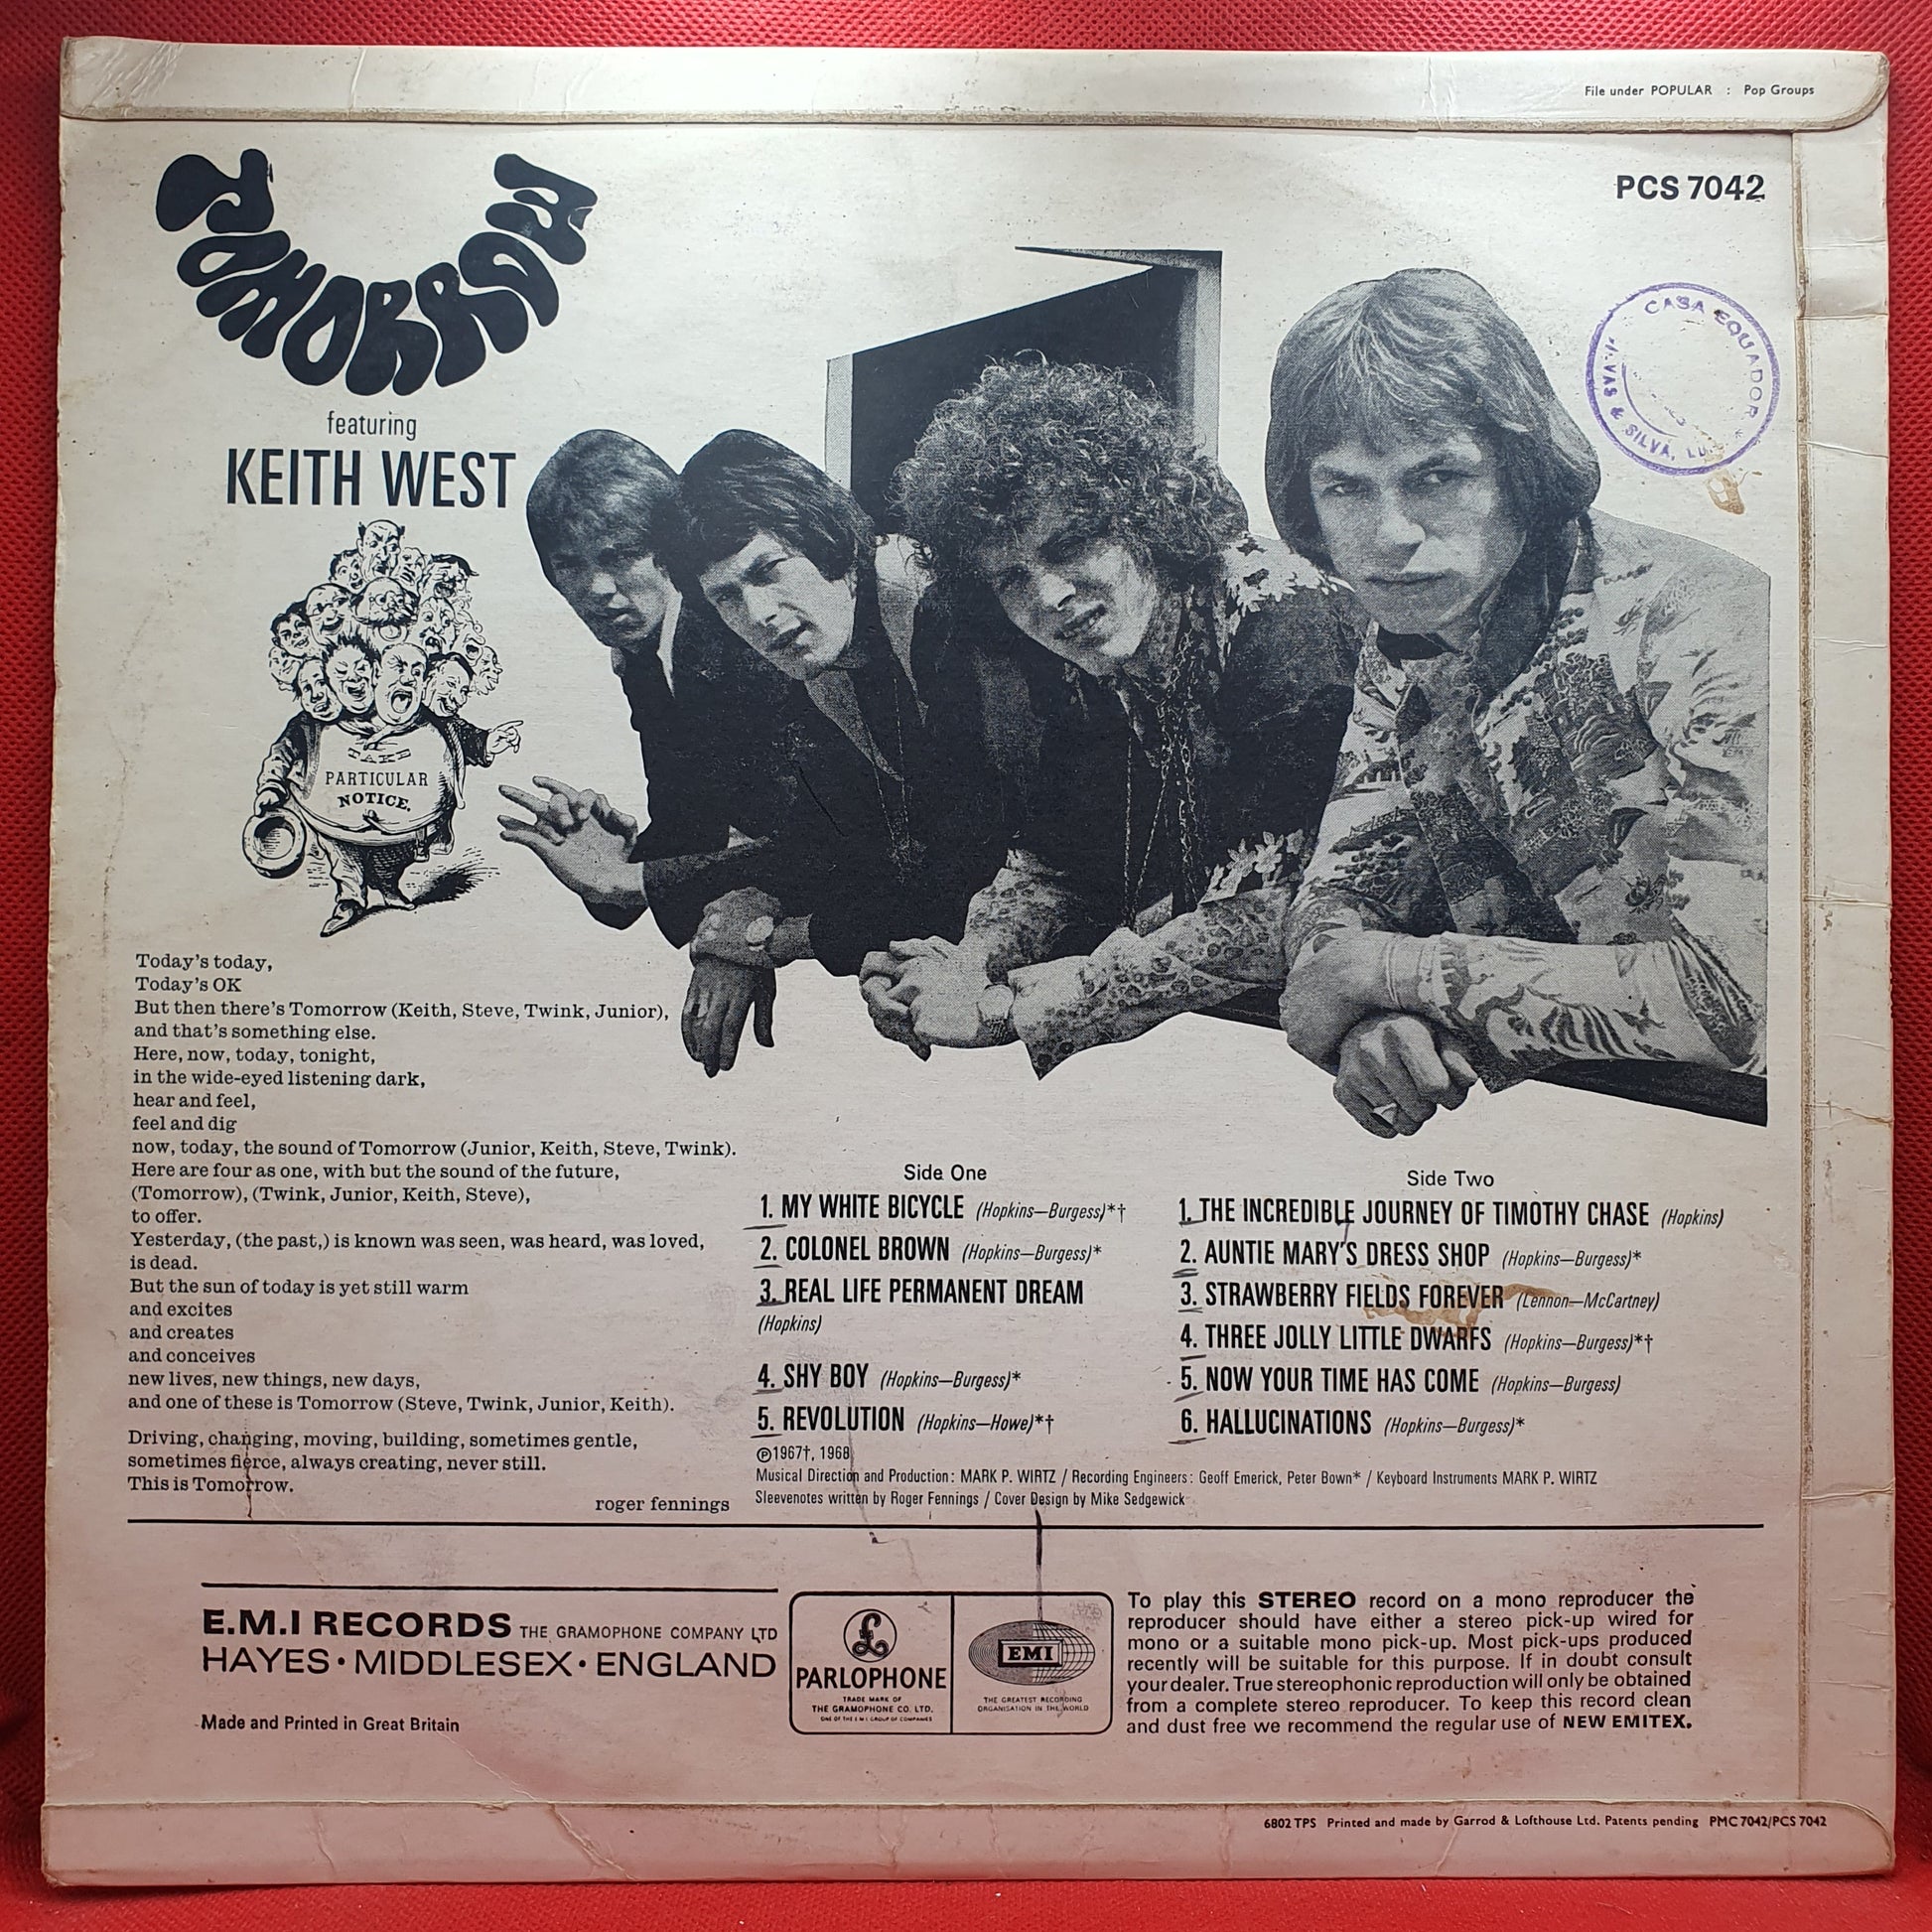 File under POPULAR : Pop Groups
PCS 7042
TOMORROW
featuring
KEITH WEST
CASA EQUADOR *
& SILVA,
TAKE
PARTICULAR
NOTICE.
Today's today,
Today's OK
But then there's Tomorrow (Keith, Steve, Twink, Junior),
and that's something else.
Here, now, today, tonight,
in the wide-eyed listening dark,
hear and feel,
feel and dig
now, today, the sound of Tomorrow (Junior, Keith, Steve, Twink).
Here are four as one, with but the sound of the future,
(Tomorrow), (Twink, Junior, Keith, Steve),
to offer.
Yesterday, (the past,) is known was seen, was heard, was loved,
is dead.
But the sun of today is yet still warm
and excites
and creates
and conceives
new lives, new things, new days,
and one of these is Tomorrow (Steve, Twink, Junior, Keith).
Driving, changing, moving, building, sometimes gentle,
sometimes fierce, always creating, never still.
This is Tomorrow.
roger fennings
Side One
1. MY WHITE BICYCLE (Hopkins—Burgess)*†
2. COLONEL BROWN (Hopkins—Burgess)*
3. REAL LIFE PERMANENT DREAM
(Hopkins)
4. SHY BOY (Hopkins—Burgess)*
5. REVOLUTION (Hopkins—Howe)*†
Side Two
1. THE INCREDIBLE JOURNEY OF TIMOTHY CHASE (Hopkins)
2. AUNTIE MARY'S DRESS SHOP (Hopkins—Burgess)*
3. STRAWBERRY FIELDS FOREVER (Lennon—McCartney)
4. THREE JOLLY LITTLE DWARFS (Hopkins—Burgess)*†
5. NOW YOUR TIME HAS COME (Hopkins—Burgess)
6. HALLUCINATIONS (Hopkins—Burgess)*
℗1967†, 1968
Musical Direction and Production: MARK P. WIRTZ / Recording Engineers: Geoff Emerick, Peter Bown* / Keyboard Instruments MARK P. WIRTZ
Sleevenotes written by Roger Fennings / Cover Design by Mike Sedgewick
E.M.I RECORDS THE GRAMOPHONE COMPANY LTD
HAYES • MIDDLESEX • ENGLAND
Made and Printed in Great Britain
PARLOPHONE
TRADE MARK OF
THE GRAMOPHONE CO. LTD.
ONE OF THE E.M.I. GROUP OF COMPANIES
EMI
THE GREATEST RECORDING
ORGANISATION IN THE WORLD
To play this STEREO record on a mono reproducer the
reproducer should have either a stereo pick-up wired for
mono or a suitable mono pick-up. Most pick-ups produced
recently will be suitable for this purpose. If in doubt consult
your dealer. True stereophonic reproduction will only be obtained
from a complete stereo reproducer. To keep this record clean
and dust free we recommend the regular use of NEW EMITEX.
6802 TPS Printed and made by Garrod & Lofthouse Ltd. Patents pending PMC 7042/PCS 7042